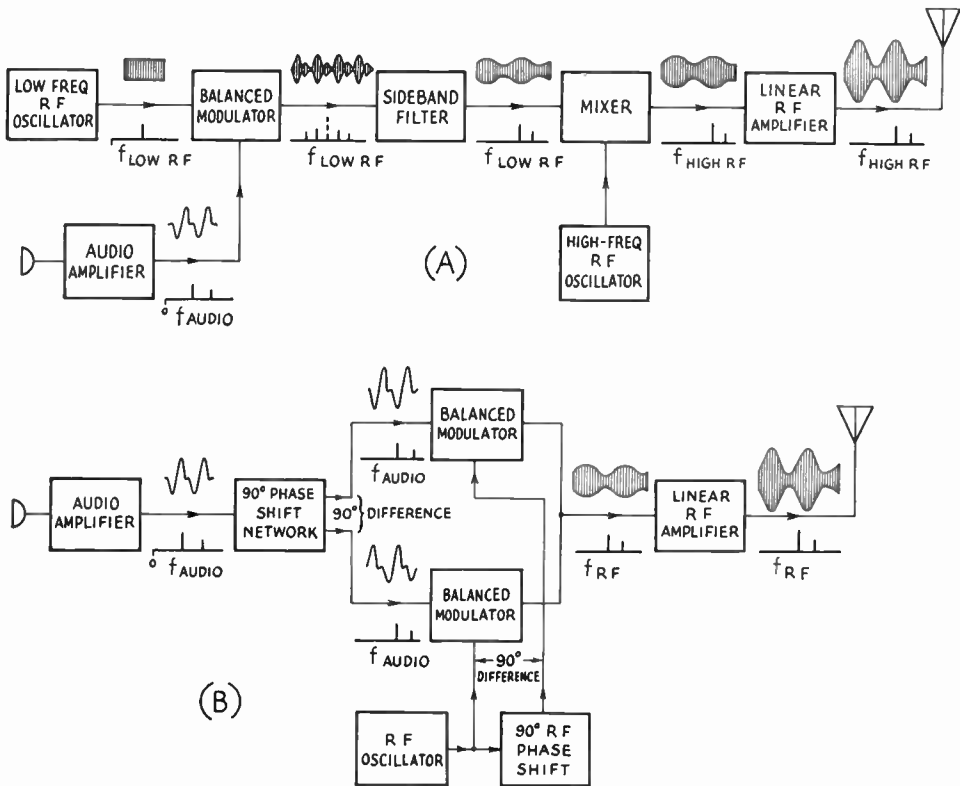 LOW FREQ
R F
OSCILLATOR
f LOW R F
BALANCED
MODULATOR
f LOW R F
SIDEBAND
FILTER
f LOW R F
MIXER
f HIGH R F
LINEAR
R F
AMPLIFIER
f HIGH R F
AUDIO
AMPLIFIER
o f AUDIO
(A)
HIGH-FREQ
R F
OSCILLATOR
AUDIO
AMPLIFIER
o f AUDIO
90° PHASE
SHIFT
NETWORK
90° DIFFERENCE
f AUDIO
BALANCED
MODULATOR
f AUDIO
BALANCED
MODULATOR
f R F
LINEAR
R F
AMPLIFIER
f R F
90°
DIFFERENCE
(B)
R F
OSCILLATOR
90° R F
PHASE
SHIFT